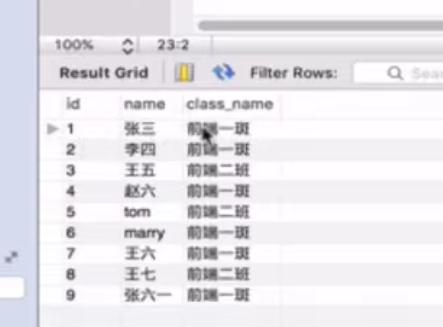 100% 23:2
Result Grid Filter Rows: Sear
id name class_name
1 张三 前端一班
2 李四 前端一班
3 王五 前端二班
4 赵六 前端一班
5 tom 前端二班
6 marry 前端一班
7 王六 前端一班
8 王七 前端二班
9 张六一 前端一班